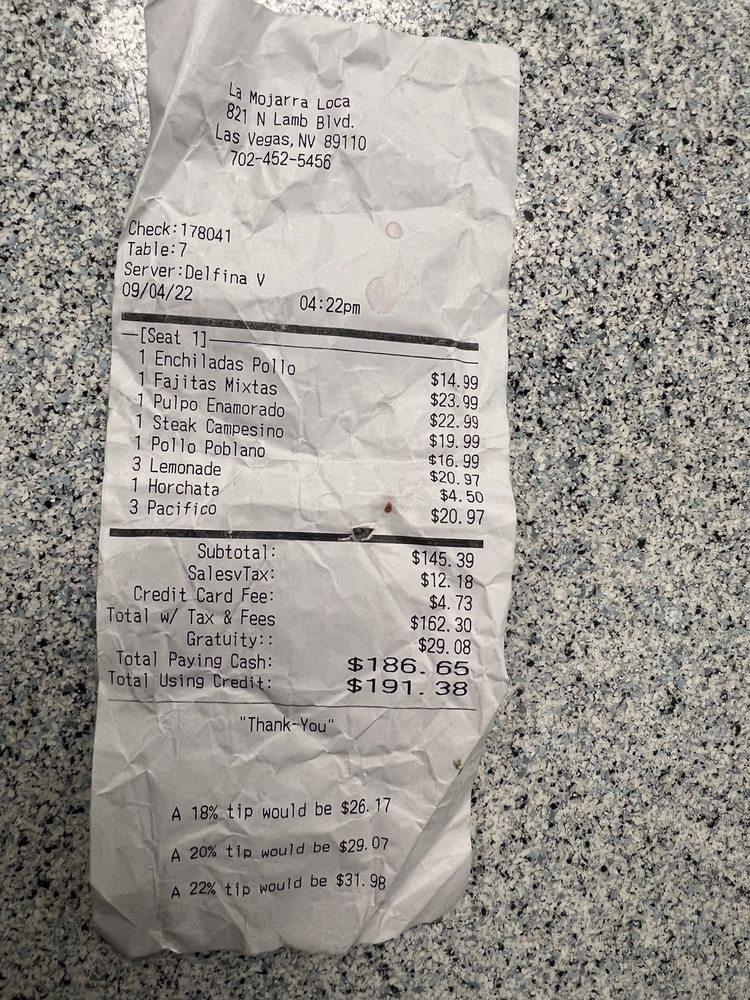 La Mojarra Loca
821 N Lamb Blvd.
Las Vegas, NV 89110
702-452-5456
Check:178041
Table:7
Server:Delfina V
09/04/22 04:22pm
[Seat 1]
1 Enchiladas Pollo $14.99
1 Fajitas Mixtas $23.99
1 Pulpo Enamorado $22.99
1 Steak Campesino $19.99
1 Pollo Poblano $16.99
3 Lemonade $20.97
1 Horchata $4.50
3 Pacifico $20.97
Subtotal: $145.39
SalesvTax: $12.18
Credit Card Fee: $4.73
Total w/ Tax & Fees $162.30
Gratuity:: $29.08
Total Paying Cash: $186.65
Total Using Credit: $191.38
"Thank-You"
A 18% tip would be $26.17
A 20% tip would be $29.07
A 22% tip would be $31.98